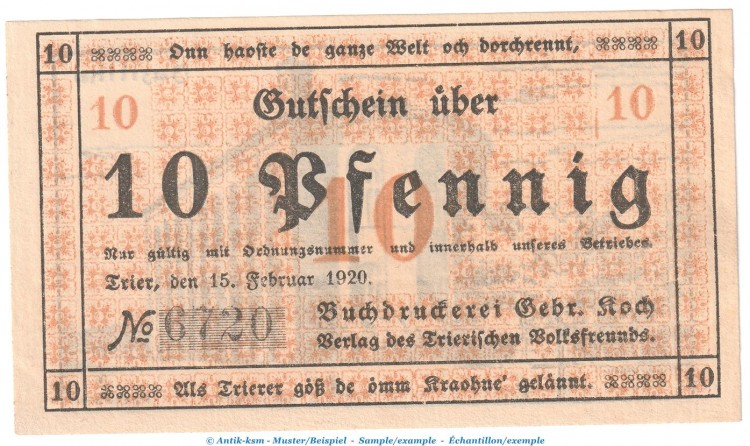 10 Onn haoste de ganze Welt och dorchrennt, 10
10 Gutschein über 10
10 Pfennig
10
Nur gültig mit Ordnungsnummer und innerhalb unseres Betriebes.
Trier, den 15. Februar 1920.
No 6720
Buchdruckerei Gebr. Koch
Verlag des Trierischen Volksfreunds.
10 Als Trierer göß de ömm Kraohne' gelännt. 10
© Antik-ksm - Muster/Beispiel - Sample/example - Échantillon/exemple